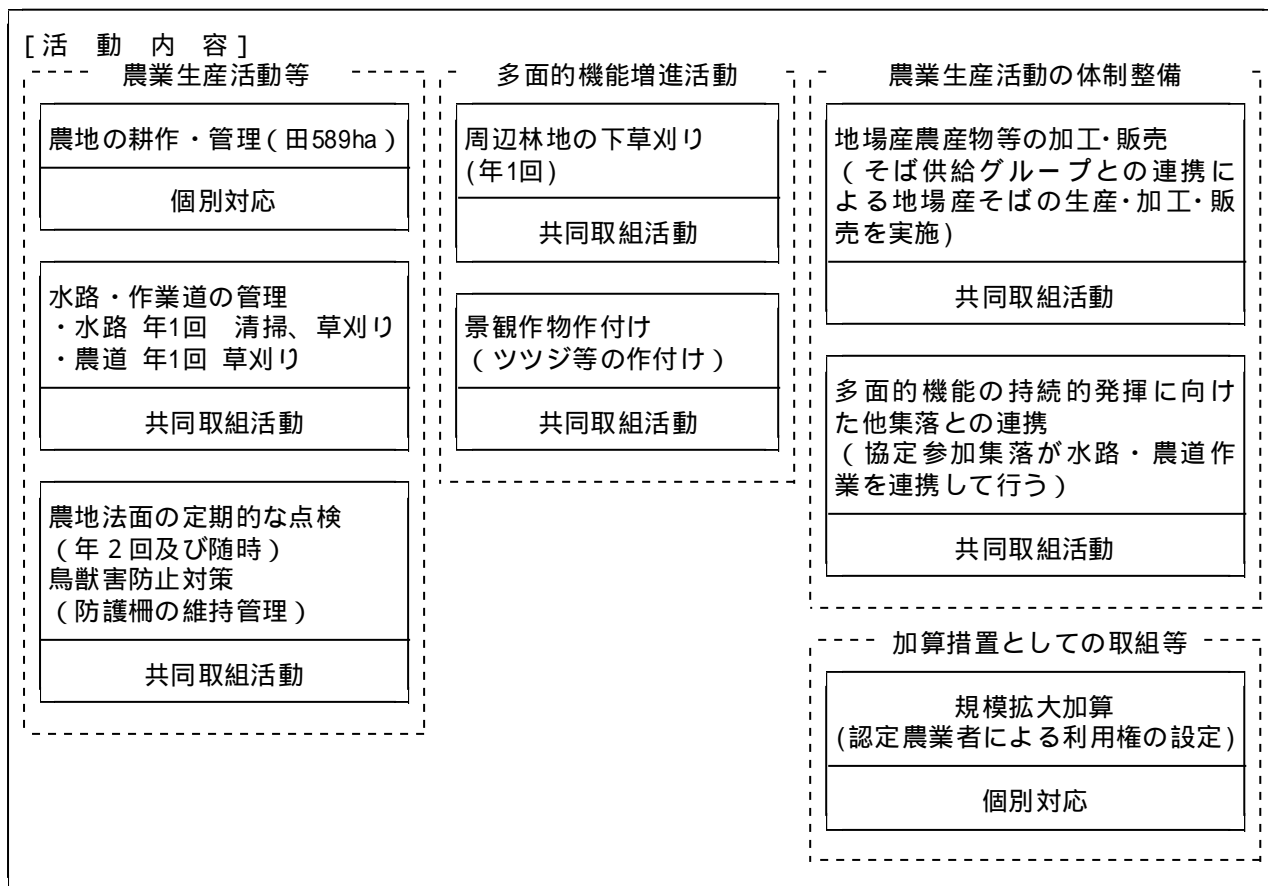 [活 動 内 容]
農業生産活動等
農地の耕作・管理(田589ha)
個別対応
水路・作業道の管理
・水路 年1回 清掃、草刈り
・農道 年1回 草刈り
共同取組活動
農地法面の定期的な点検
(年2回及び随時)
鳥獣害防止対策
(防護柵の維持管理)
共同取組活動
多面的機能増進活動
周辺林地の下草刈り
(年1回)
共同取組活動
景観作物作付け
(ツツジ等の作付け)
共同取組活動
農業生産活動の体制整備
地場産農産物等の加工・販売
(そば供給グループとの連携に
よる地場産そばの生産・加工・販
売を実施)
共同取組活動
多面的機能の持続的発揮に向け
た他集落との連携
(協定参加集落が水路・農道作
業を連携して行う)
共同取組活動
加算措置としての取組等
規模拡大加算
(認定農業者による利用権の設定)
個別対応